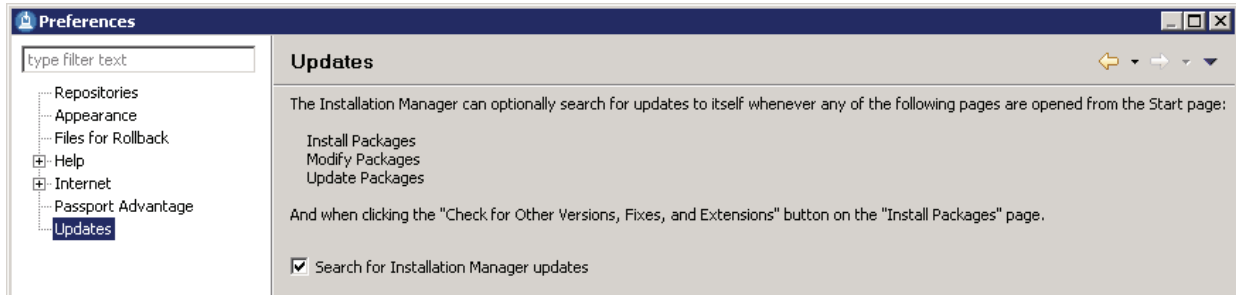 Preferences
type filter text
Repositories
Appearance
Files for Rollback
Help
Internet
Passport Advantage
Updates
Updates
The Installation Manager can optionally search for updates to itself whenever any of the following pages are opened from the Start page:
Install Packages
Modify Packages
Update Packages
And when clicking the "Check for Other Versions, Fixes, and Extensions" button on the "Install Packages" page.
Search for Installation Manager updates